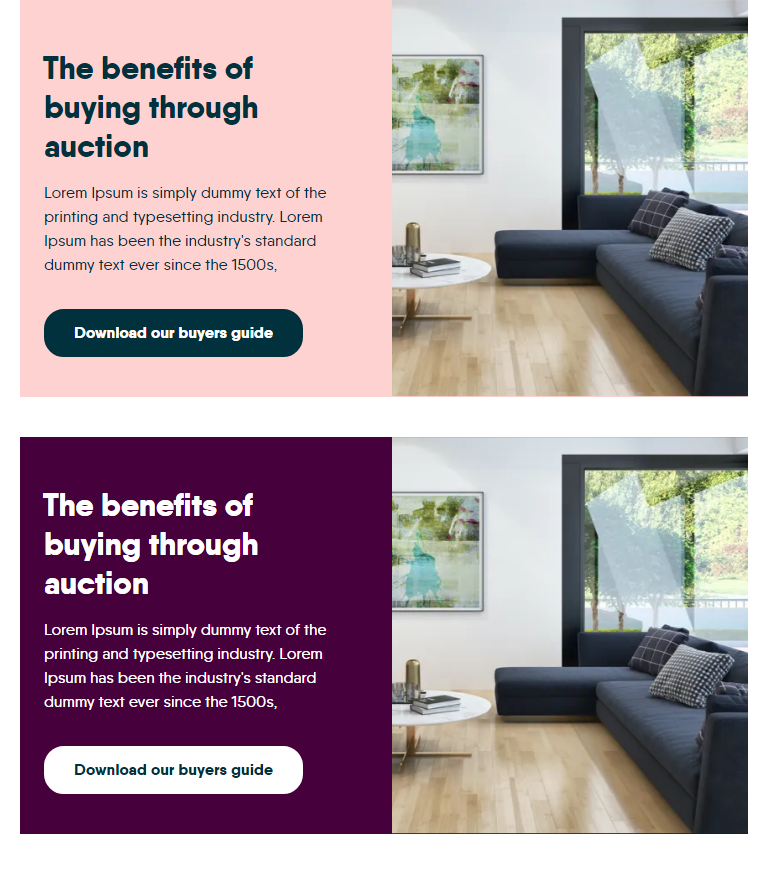 The benefits of
buying through
auction
Lorem Ipsum is simply dummy text of the
printing and typesetting industry. Lorem
Ipsum has been the industry's standard
dummy text ever since the 1500s,
Download our buyers guide
The benefits of
buying through
auction
Lorem Ipsum is simply dummy text of the
printing and typesetting industry. Lorem
Ipsum has been the industry's standard
dummy text ever since the 1500s,
Download our buyers guide